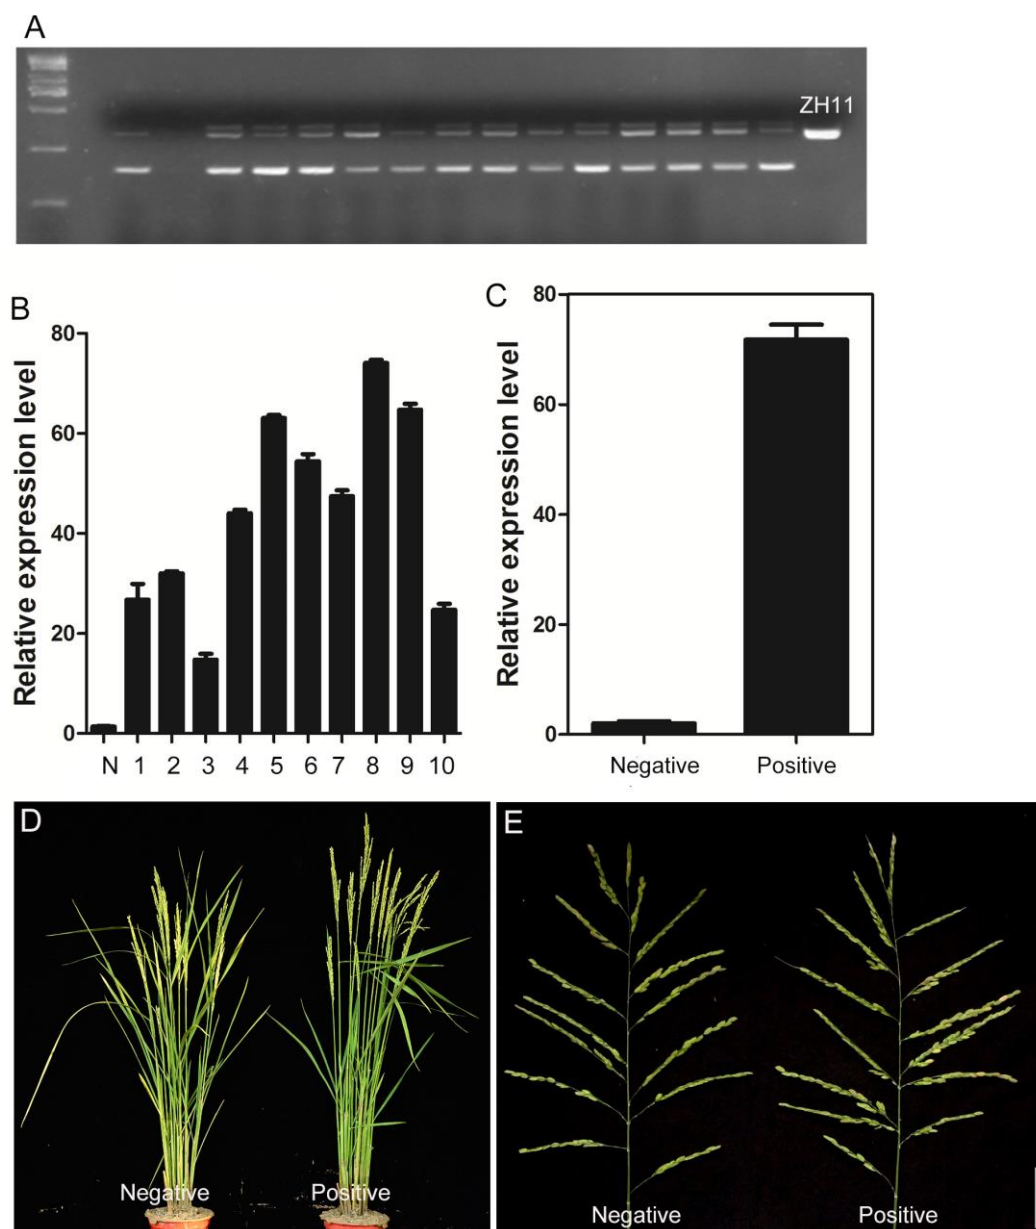 A
ZH11
B
Relative expression level
80
60
40
20
0
N 1 2 3 4 5 6 7 8 9 10
C
Relative expression level
80
60
40
20
0
Negative Positive
D
Negative Positive
E
Negative Positive